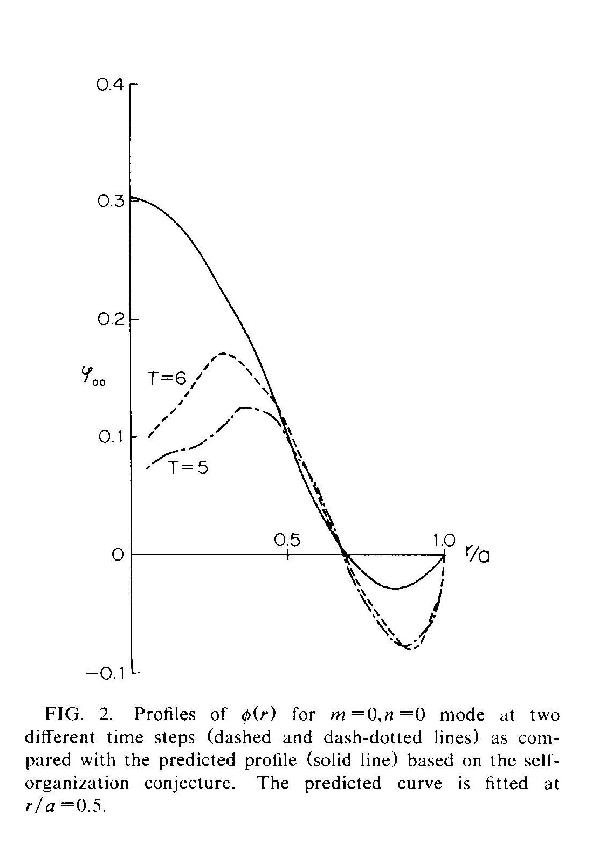 0.4
0.3
0.2
φ₀₀
T=6
0.1
T=5
0.5
1.0
r/a
0
−0.1
FIG. 2. Profiles of ϕ(r) for m=0,n=0 mode at two
different time steps (dashed and dash-dotted lines) as com-
pared with the predicted profile (solid line) based on the self-
organization conjecture. The predicted curve is fitted at
r/a=0.5.